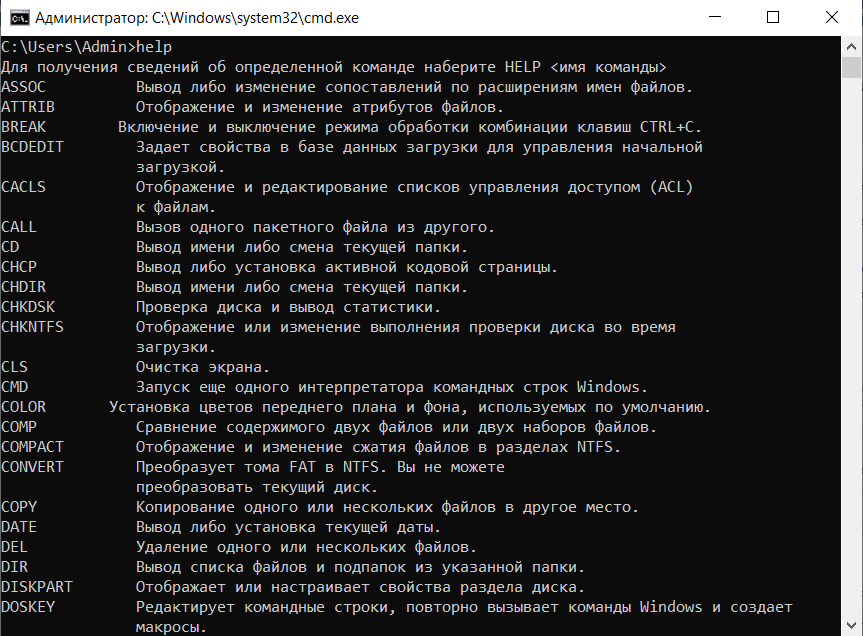 Администратор: C:\Windows\system32\cmd.exe
C:\Users\Admin>help
Для получения сведений об определенной команде наберите HELP <имя команды>
ASSOC          Вывод либо изменение сопоставлений по расширениям имен файлов.
ATTRIB         Отображение и изменение атрибутов файлов.
BREAK        Включение и выключение режима обработки комбинации клавиш CTRL+C.
BCDEDIT        Задает свойства в базе данных загрузки для управления начальной
               загрузкой.
CACLS          Отображение и редактирование списков управления доступом (ACL)
               к файлам.
CALL           Вызов одного пакетного файла из другого.
CD             Вывод имени либо смена текущей папки.
CHCP           Вывод либо установка активной кодовой страницы.
CHDIR          Вывод имени либо смена текущей папки.
CHKDSK         Проверка диска и вывод статистики.
CHKNTFS        Отображение или изменение выполнения проверки диска во время
               загрузки.
CLS            Очистка экрана.
CMD            Запуск еще одного интерпретатора командных строк Windows.
COLOR       Установка цветов переднего плана и фона, используемых по умолчанию.
COMP           Сравнение содержимого двух файлов или двух наборов файлов.
COMPACT        Отображение и изменение сжатия файлов в разделах NTFS.
CONVERT        Преобразует тома FAT в NTFS. Вы не можете
               преобразовать текущий диск.
COPY           Копирование одного или нескольких файлов в другое место.
DATE           Вывод либо установка текущей даты.
DEL            Удаление одного или нескольких файлов.
DIR            Вывод списка файлов и подпапок из указанной папки.
DISKPART       Отображает или настраивает свойства раздела диска.
DOSKEY         Редактирует командные строки, повторно вызывает команды Windows и создает
               макросы.